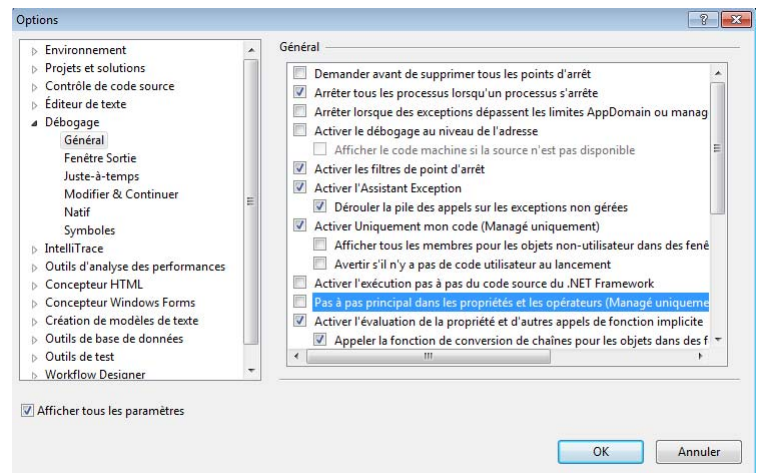 Options
Environnement
Projets et solutions
Contrôle de code source
Éditeur de texte
Débogage
Général
Fenêtre Sortie
Juste-à-temps
Modifier & Continuer
Natif
Symboles
IntelliTrace
Outils d'analyse des performances
Concepteur HTML
Concepteur Windows Forms
Création de modèles de texte
Outils de base de données
Outils de test
Workflow Designer
Afficher tous les paramètres
Général
Demander avant de supprimer tous les points d'arrêt
Arrêter tous les processus lorsqu'un processus s'arrête
Arrêter lorsque des exceptions dépassent les limites AppDomain ou manag
Activer le débogage au niveau de l'adresse
Afficher le code machine si la source n'est pas disponible
Activer les filtres de point d'arrêt
Activer l'Assistant Exception
Dérouler la pile des appels sur les exceptions non gérées
Activer Uniquement mon code (Managé uniquement)
Afficher tous les membres pour les objets non-utilisateur dans des fenê
Avertir s'il n'y a pas de code utilisateur au lancement
Activer l'exécution pas à pas du code source du .NET Framework
Pas à pas principal dans les propriétés et les opérateurs (Managé uniqueme
Activer l'évaluation de la propriété et d'autres appels de fonction implicite
Appeler la fonction de conversion de chaînes pour les objets dans des f
OK
Annuler